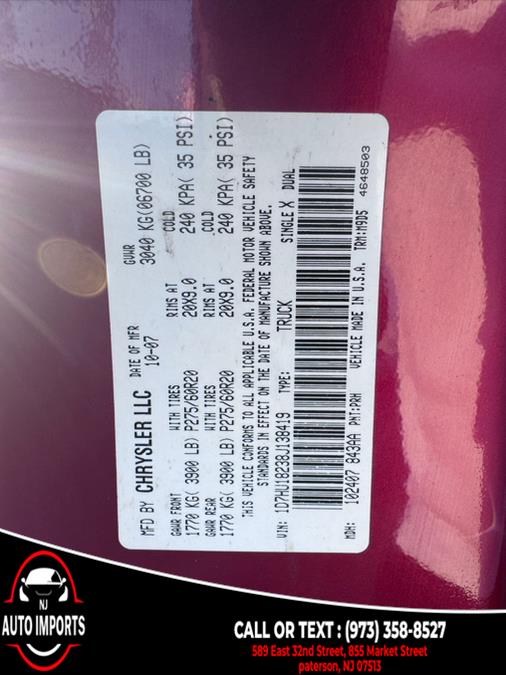 MFD BY CHRYSLER LLC DATE OF MFR 10-07 GVWR 3040 KG(06700 LB)
GAWR FRONT WITH TIRES RIMS AT COLD
1770 KG( 3900 LB) P275/60R20 20X9.0 240 KPA( 35 PSI)
GAWR REAR WITH TIRES RIMS AT COLD
1770 KG( 3900 LB) P275/60R20 20X9.0 240 KPA( 35 PSI)
THIS VEHICLE CONFORMS TO ALL APPLICABLE U.S.A. FEDERAL MOTOR VEHICLE SAFETY
STANDARDS IN EFFECT ON THE DATE OF MANUFACTURE SHOWN ABOVE.
VIN: 1D7HU18238J138419 TYPE: TRUCK SINGLE X DUAL
MDH: 102407 843AA PNT:PRH VEHICLE MADE IN U.S.A. TRM:M9D5 4648503
NJ
AUTO IMPORTS
CALL OR TEXT : (973) 358-8527
589 East 32nd Street, 855 Market Street
paterson, NJ 07513